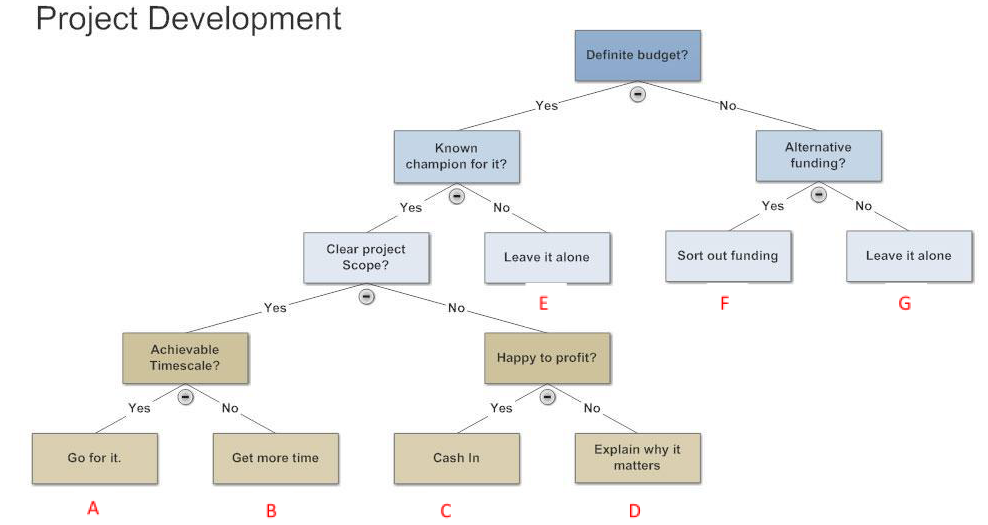 Project Development
Definite budget?
Yes
No
Known
champion for it?
Alternative
funding?
Yes
No
Yes
No
Clear project
Scope?
Leave it alone
Sort out funding
Leave it alone
E
F
G
Yes
No
Achievable
Timescale?
Happy to profit?
Yes
No
Yes
No
Go for it.
Get more time
Cash In
Explain why it
matters
A
B
C
D